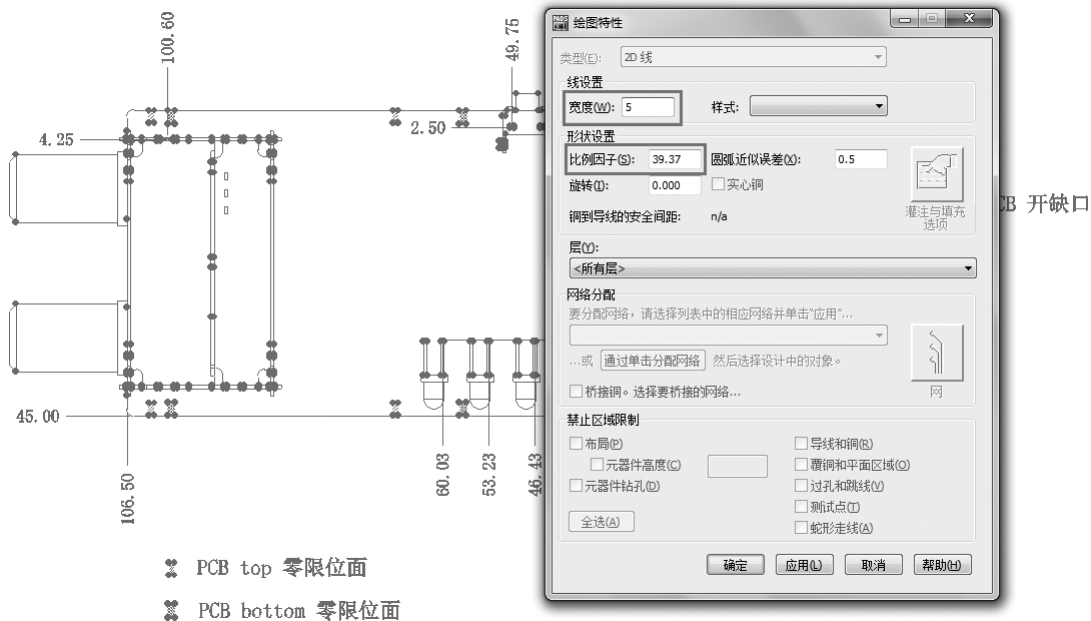 100.60
49.75
4.25
2.50
45.00
106.50
60.03
53.23
46.43
PCB top 零限位面
PCB bottom 零限位面
绘图特性
类型(E): 2D 线
线设置
宽度(W): 5 样式:
形状设置
比例因子(S): 39.37 圆弧近似误差(X): 0.5
旋转(I): 0.000 实心铜
铜到导线的安全间距: n/a
灌注与填充
选项
层(Y):
<所有层>
网络分配
要分配网络，请选择列表中的相应网络并单击“应用”...
...或 通过单击分配网络 然后选择设计中的对象。
桥接铜。选择要桥接的网络...
网
禁止区域限制
布局(P) 导线和铜(R)
元器件高度(C) 覆铜和平面区域(O)
元器件钻孔(D) 过孔和跳线(V)
测试点(T)
全选(A) 蛇形走线(A)
确定 应用(L) 取消 帮助(H)
CB 开缺口